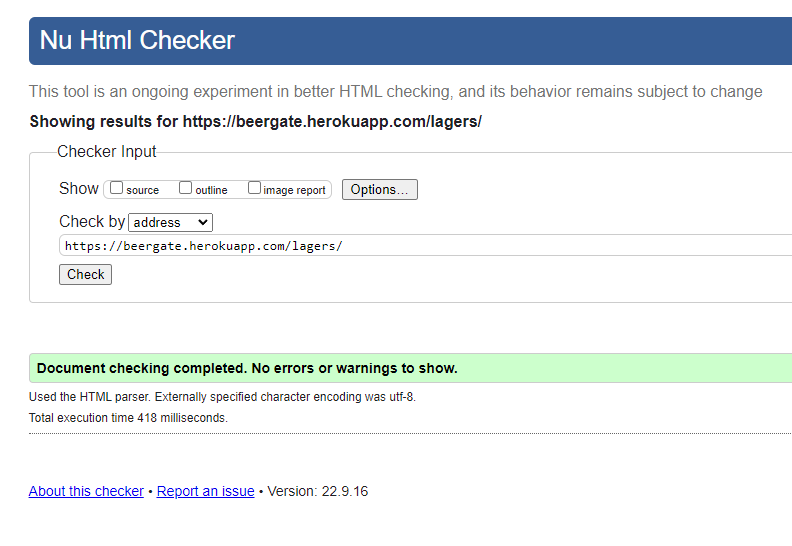 Nu Html Checker
This tool is an ongoing experiment in better HTML checking, and its behavior remains subject to change
Showing results for https://beergate.herokuapp.com/lagers/
Checker Input
Show source outline image report Options...
Check by address
https://beergate.herokuapp.com/lagers/
Check
Document checking completed. No errors or warnings to show.
Used the HTML parser. Externally specified character encoding was utf-8.
Total execution time 418 milliseconds.
About this checker • Report an issue • Version: 22.9.16